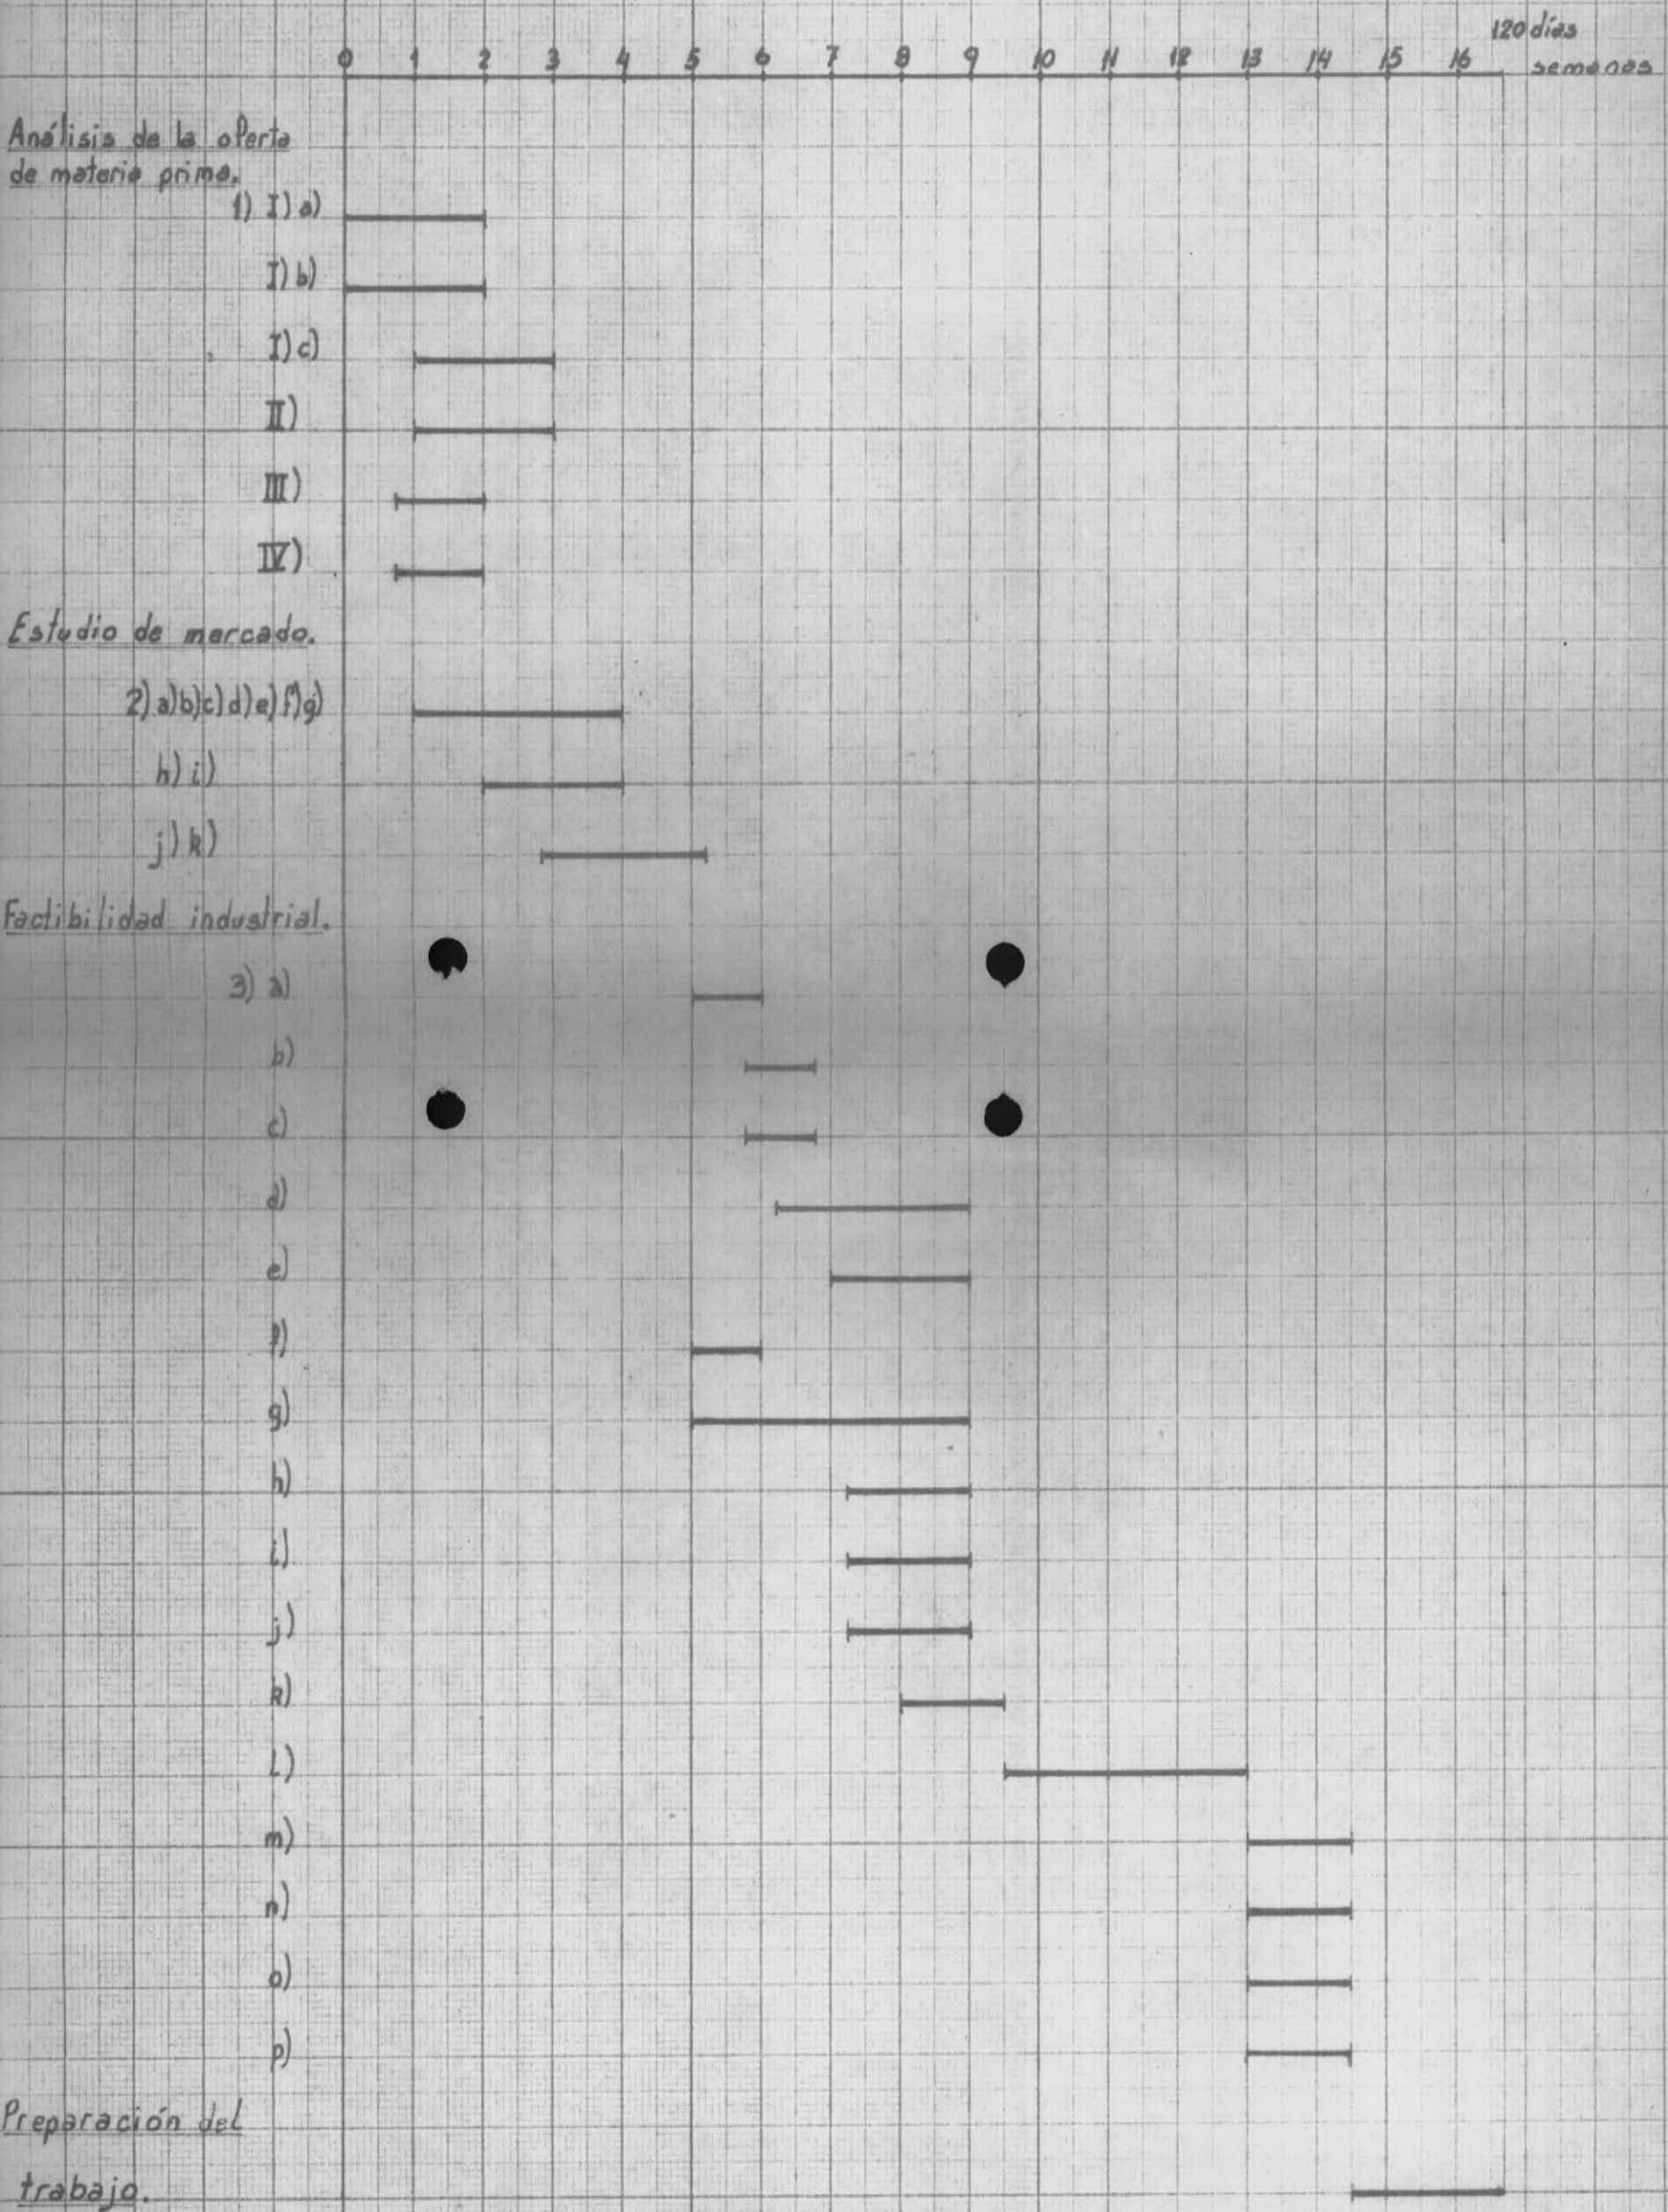 120 días
0 1 2 3 4 5 6 7 8 9 10 11 12 13 14 15 16 semanas
Análisis de la oferta
de materia prima.
1) I) a)
I) b)
I) c)
II)
III)
IV)
Estudio de mercado.
2) a) b) c) d) e) f) g)
h) i)
j) k)
Factibilidad industrial.
3) a)
b)
c)
d)
e)
f)
g)
h)
i)
j)
k)
l)
m)
n)
o)
p)
Preparación del
trabajo.